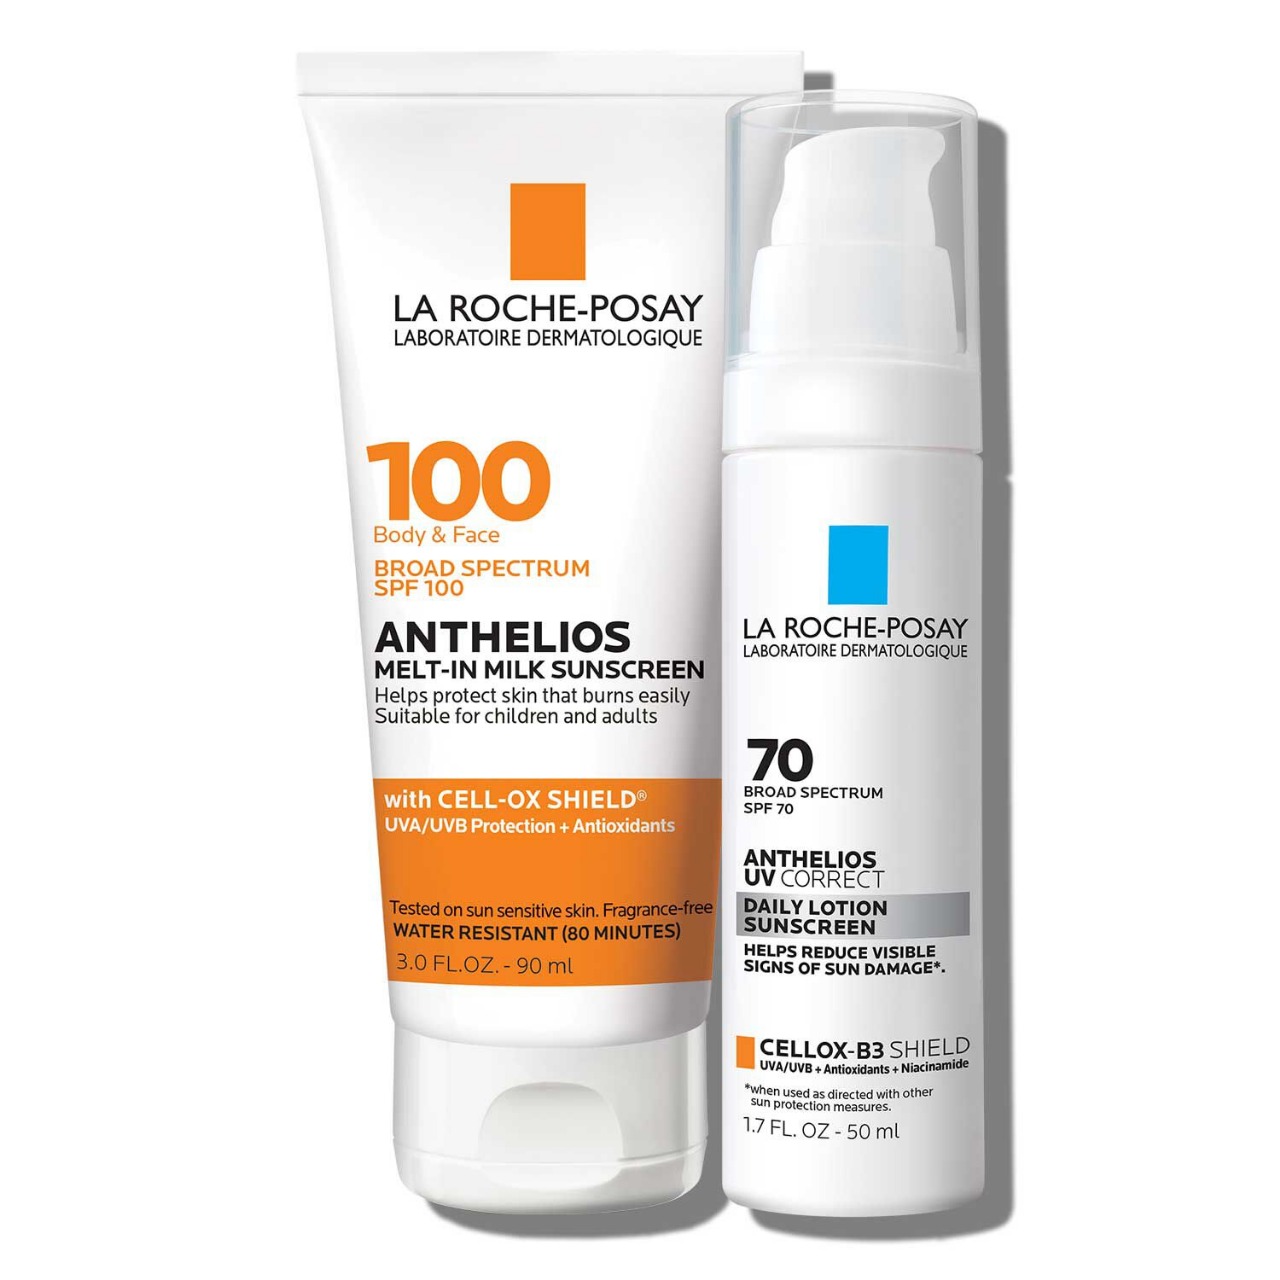 LA ROCHE-POSAY
LABORATOIRE DERMATOLOGIQUE
100
Body & Face
BROAD SPECTRUM
SPF 100
ANTHELIOS
MELT-IN MILK SUNSCREEN
Helps protect skin that burns easily
Suitable for children and adults
with CELL-OX SHIELD®
UVA/UVB Protection + Antioxidants
Tested on sun sensitive skin. Fragrance-free
WATER RESISTANT (80 MINUTES)
3.0 FL.OZ. - 90 ml
LA ROCHE-POSAY
LABORATOIRE DERMATOLOGIQUE
70
BROAD SPECTRUM
SPF 70
ANTHELIOS
UV CORRECT
DAILY LOTION
SUNSCREEN
HELPS REDUCE VISIBLE
SIGNS OF SUN DAMAGE*.
CELLOX-B3 SHIELD
UVA/UVB + Antioxidants + Niacinamide
*when used as directed with other
sun protection measures.
1.7 FL. OZ - 50 ml